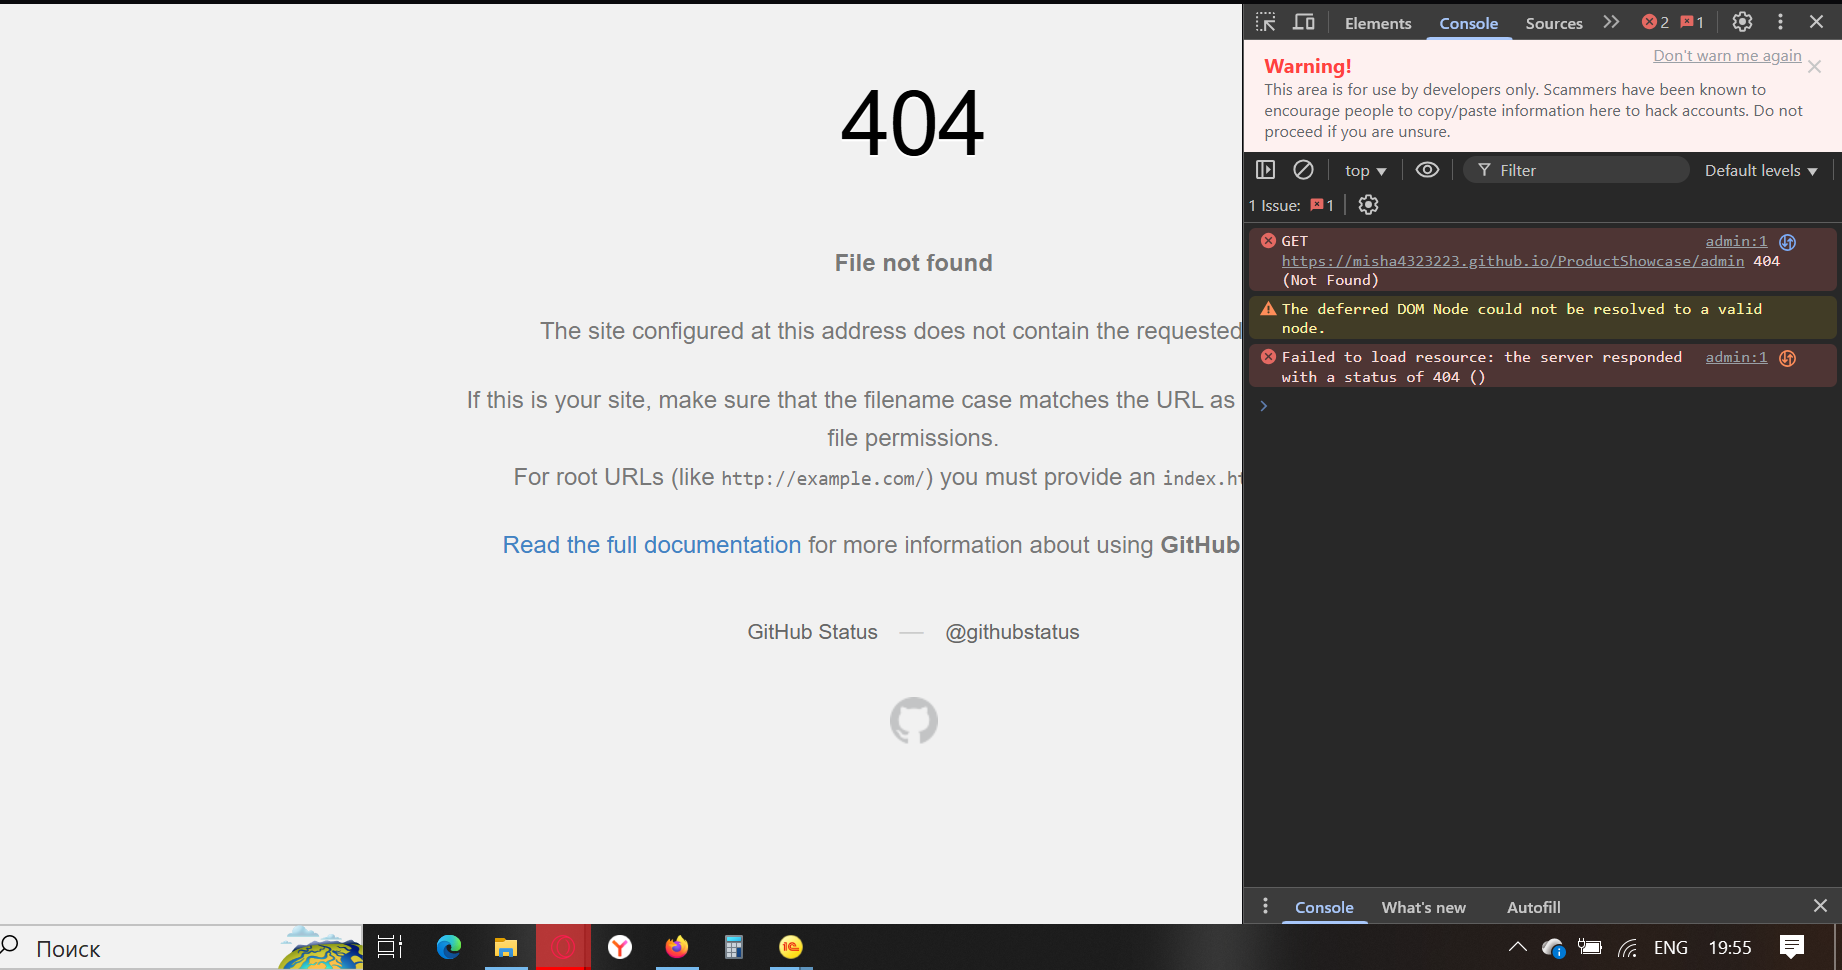 404
File not found
The site configured at this address does not contain the requested
If this is your site, make sure that the filename case matches the URL as
file permissions.
For root URLs (like http://example.com/) you must provide an index.ht
Read the full documentation for more information about using GitHub
GitHub Status — @githubstatus
Elements Console Sources 2 1
Don't warn me again
Warning!
This area is for use by developers only. Scammers have been known to
encourage people to copy/paste information here to hack accounts. Do not
proceed if you are unsure.
top Filter Default levels
1 Issue: 1
GET admin:1
https://misha4323223.github.io/ProductShowcase/admin 404
(Not Found)
The deferred DOM Node could not be resolved to a valid
node.
Failed to load resource: the server responded admin:1
with a status of 404 ()
Console What's new Autofill
Поиск
ENG 19:55